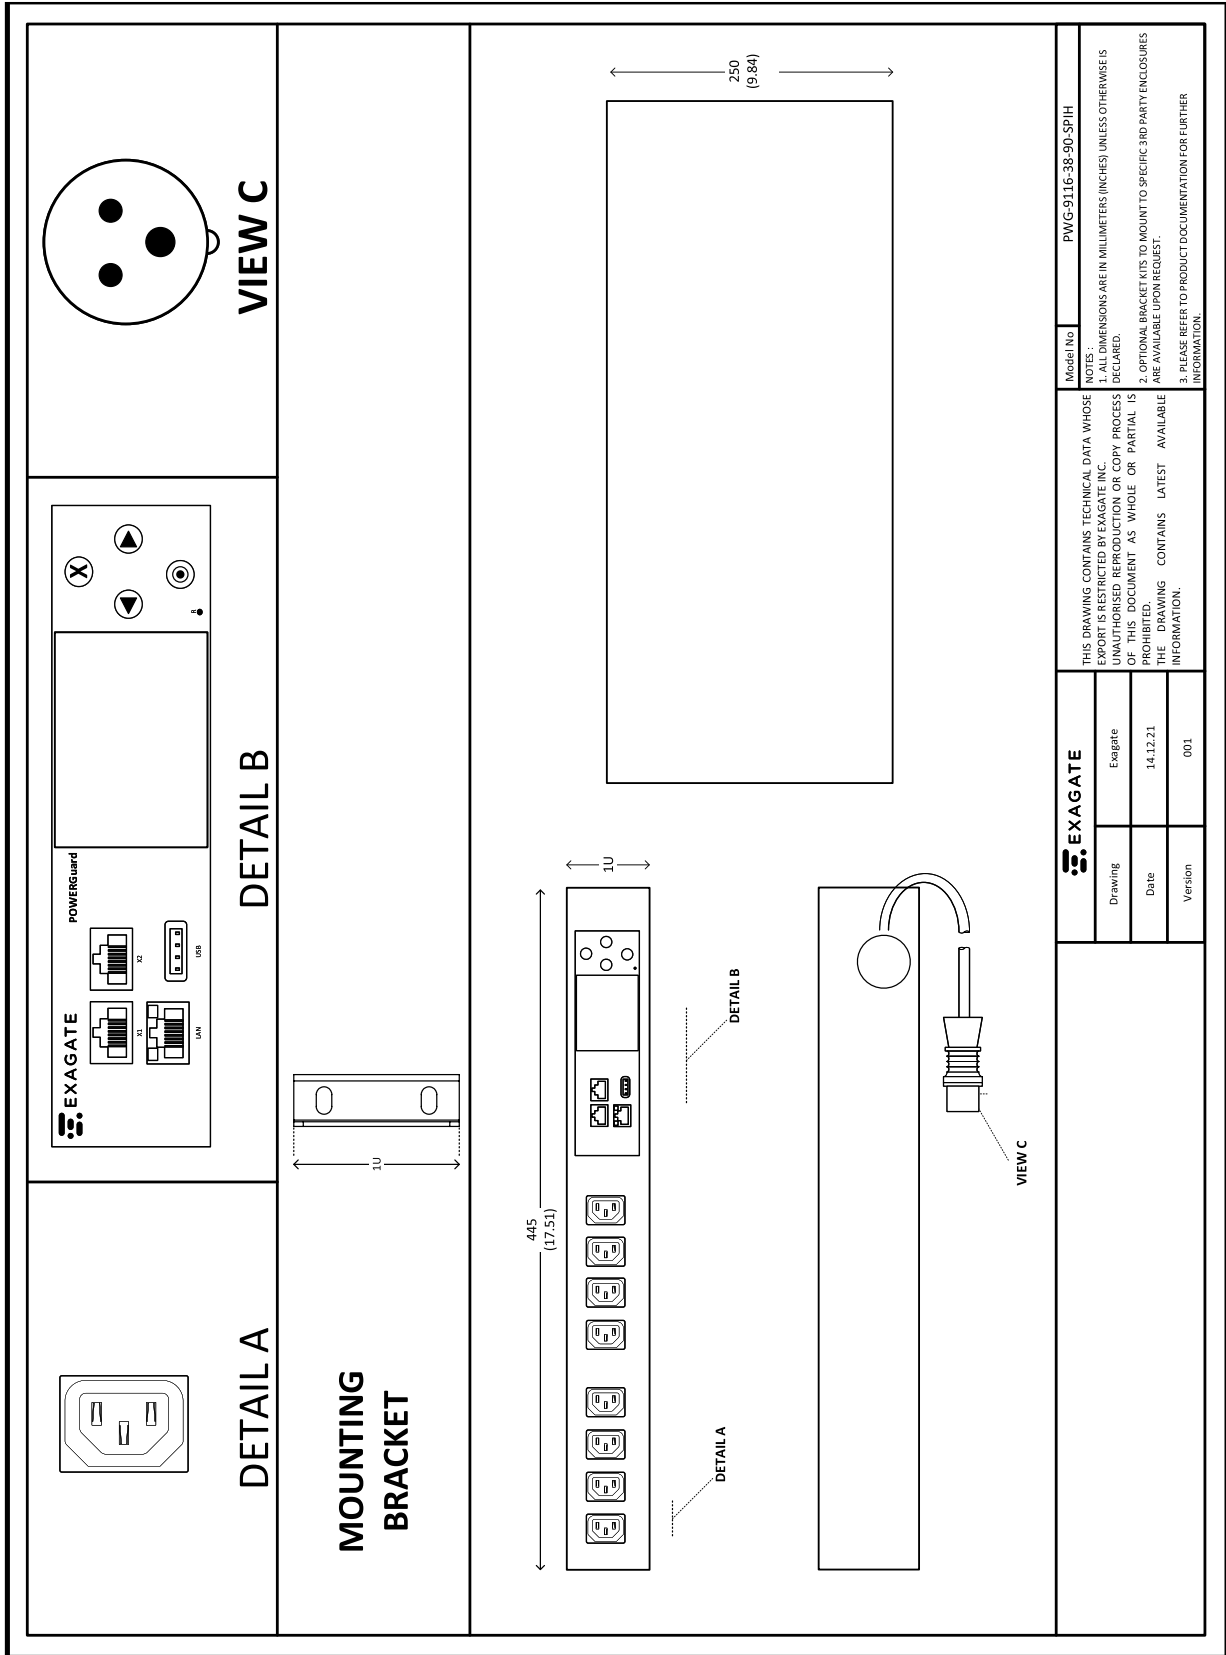 DETAIL A
EXAGATE
POWERGuard
X1
X2
LAN
USB
R
X
DETAIL B
VIEW C
MOUNTING
BRACKET
1U
445
(17.51)
1U
250
(9.84)
DETAIL A
DETAIL B
VIEW C
EXAGATE
Drawing
Exagate
Date
14.12.21
Version
001
THIS DRAWING CONTAINS TECHNICAL DATA WHOSE
EXPORT IS RESTRICTED BY EXAGATE INC.
UNAUTHORISED REPRODUCTION OR COPY PROCESS
OF THIS DOCUMENT AS WHOLE OR PARTIAL IS
PROHIBITED.
THE DRAWING CONTAINS LATEST AVAILABLE
INFORMATION.
Model No
PWG-9116-38-90-SPIH
NOTES :
1. ALL DIMENSIONS ARE IN MILLIMETERS (INCHES) UNLESS OTHERWISE IS
DECLARED.
2. OPTIONAL BRACKET KITS TO MOUNT TO SPECIFIC 3RD PARTY ENCLOSURES
ARE AVAILABLE UPON REQUEST.
3. PLEASE REFER TO PRODUCT DOCUMENTATION FOR FURTHER
INFORMATION.